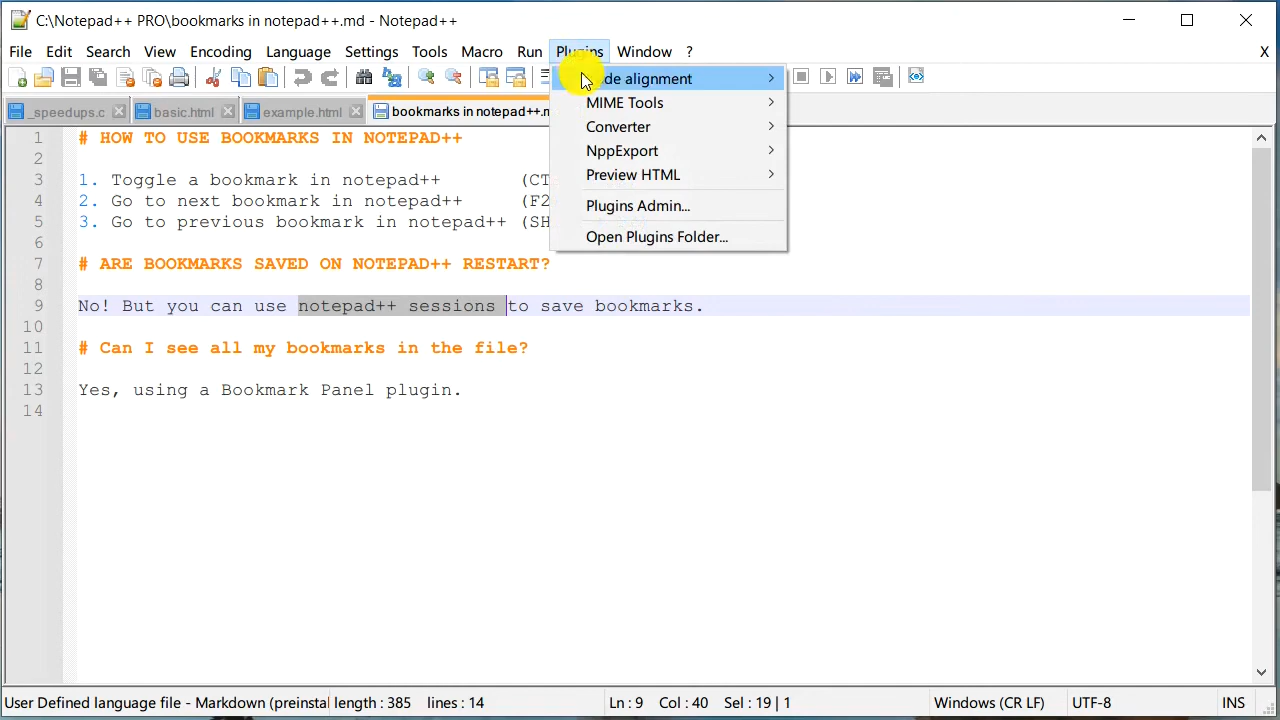 C:\Notepad++ PRO\bookmarks in notepad++.md - Notepad++
File Edit Search View Encoding Language Settings Tools Macro Run Plugins Window ? X
_speedups.c basic.html example.html bookmarks in notepad++.
alignment
MIME Tools
Converter
NppExport
Preview HTML
Plugins Admin...
Open Plugins Folder...
1 # HOW TO USE BOOKMARKS IN NOTEPAD++
2
3 1. Toggle a bookmark in notepad++ (CT
4 2. Go to next bookmark in notepad++ (F2
5 3. Go to previous bookmark in notepad++ (SH
6
7 # ARE BOOKMARKS SAVED ON NOTEPAD++ RESTART?
8
9 No! But you can use notepad++ sessions to save bookmarks.
10
11 # Can I see all my bookmarks in the file?
12
13 Yes, using a Bookmark Panel plugin.
14
User Defined language file - Markdown (preinstal length : 385 lines : 14 Ln : 9 Col : 40 Sel : 19 | 1 Windows (CR LF) UTF-8 INS